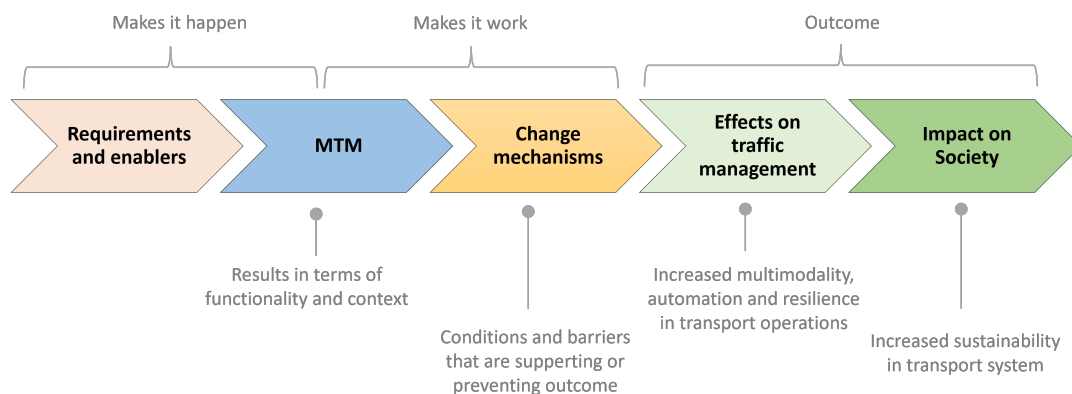 Makes it happen
Makes it work
Outcome
Requirements
and enablers
MTM
Change
mechanisms
Effects on
traffic
management
Impact on
Society
Results in terms of
functionality and context
Conditions and barriers
that are supporting or
preventing outcome
Increased multimodality,
automation and resilience
in transport operations
Increased sustainability
in transport system